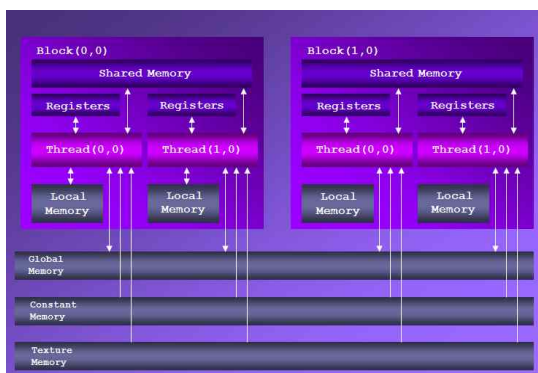 Block(0,0)
Shared Memory
Registers
Registers
Thread(0,0)
Thread(1,0)
Local
Memory
Local
Memory
Block(1,0)
Shared Memory
Registers
Registers
Thread(0,0)
Thread(1,0)
Local
Memory
Local
Memory
Global
Memory
Constant
Memory
Texture
Memory